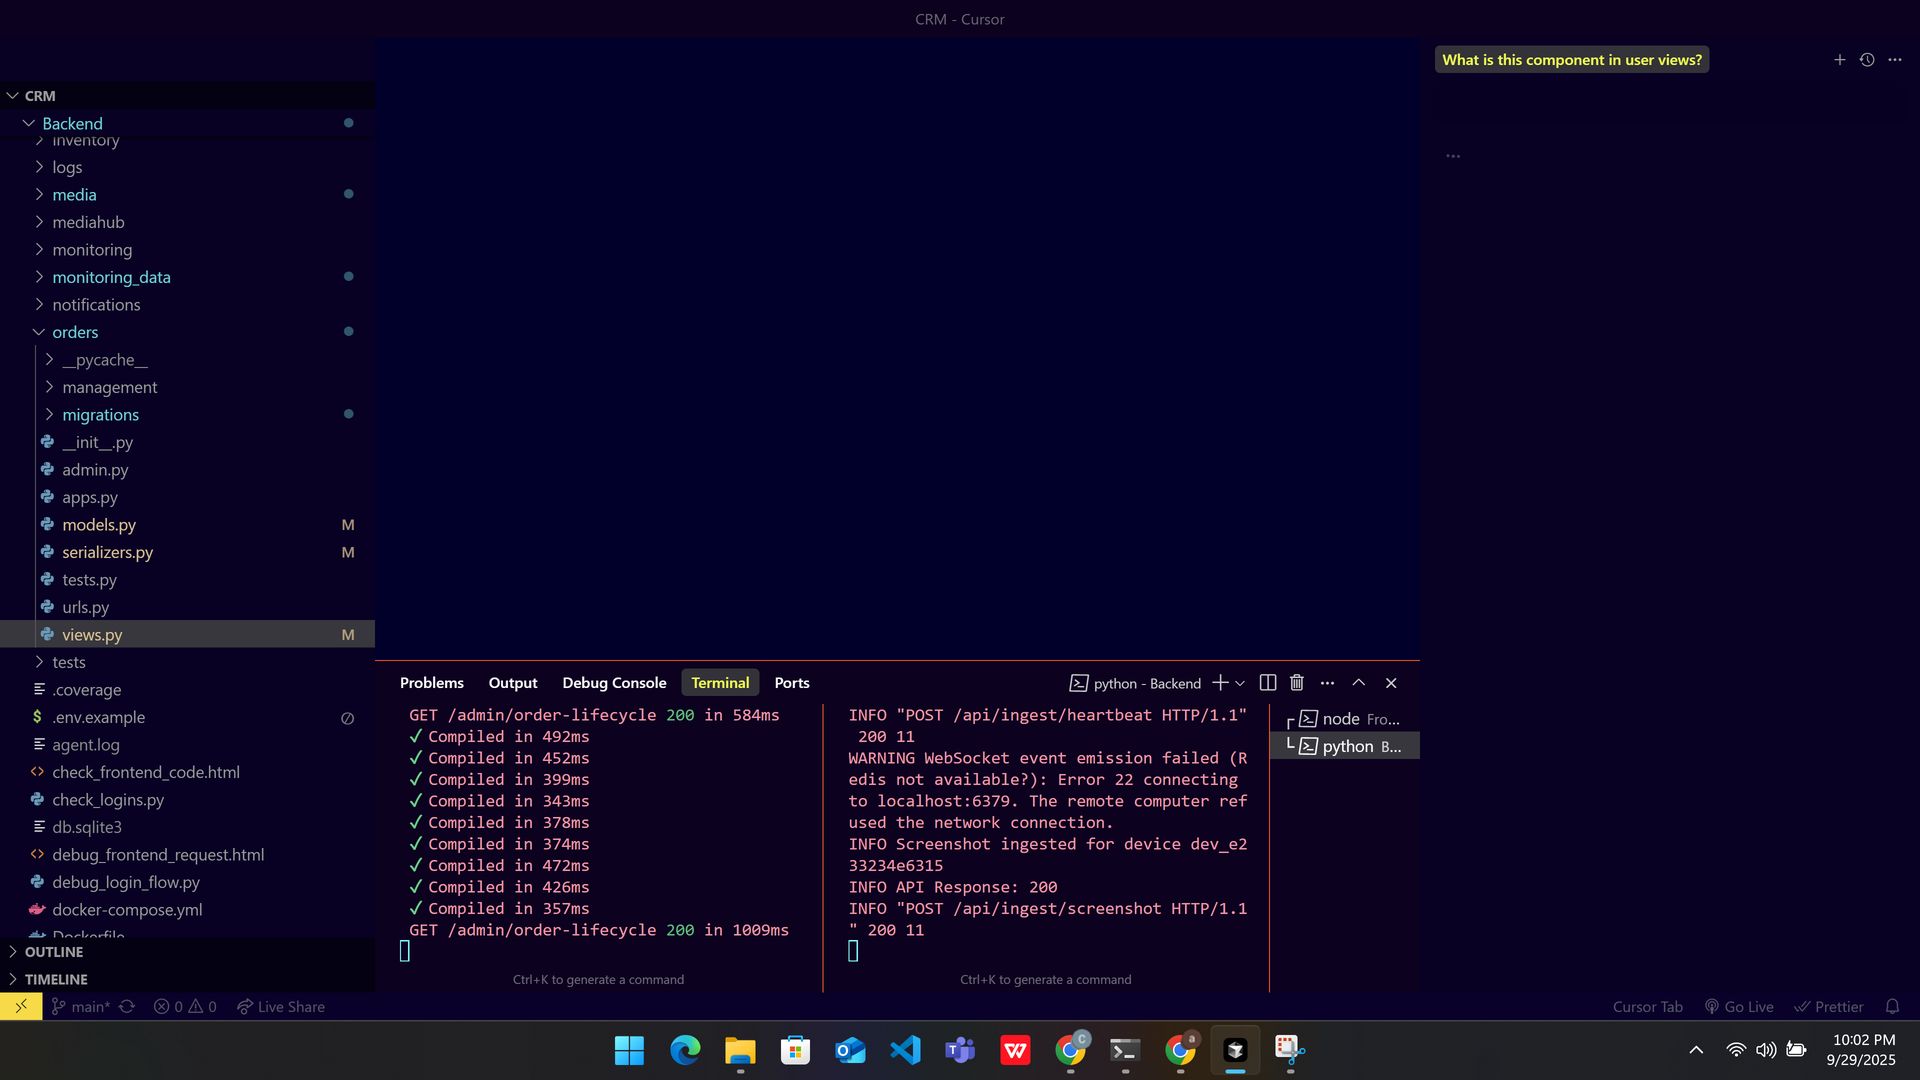 CRM - Cursor
CRM
Backend
inventory
logs
media
mediahub
monitoring
monitoring_data
notifications
orders
__pycache__
management
migrations
__init__.py
admin.py
apps.py
models.py M
serializers.py M
tests.py
urls.py
views.py M
tests
.coverage
.env.example
agent.log
check_frontend_code.html
check_logins.py
db.sqlite3
debug_frontend_request.html
debug_login_flow.py
docker-compose.yml
Dockerfile
OUTLINE
TIMELINE
What is this component in user views?
Problems Output Debug Console Terminal Ports
python - Backend
GET /admin/order-lifecycle 200 in 584ms
✓ Compiled in 492ms
✓ Compiled in 452ms
✓ Compiled in 399ms
✓ Compiled in 343ms
✓ Compiled in 378ms
✓ Compiled in 374ms
✓ Compiled in 472ms
✓ Compiled in 426ms
✓ Compiled in 357ms
GET /admin/order-lifecycle 200 in 1009ms
Ctrl+K to generate a command
INFO "POST /api/ingest/heartbeat HTTP/1.1"
200 11
WARNING WebSocket event emission failed (R
edis not available?): Error 22 connecting
to localhost:6379. The remote computer ref
used the network connection.
INFO Screenshot ingested for device dev_e2
33234e6315
INFO API Response: 200
INFO "POST /api/ingest/screenshot HTTP/1.1
" 200 11
Ctrl+K to generate a command
node Fro...
python B...
main* 0 0 Live Share
Cursor Tab Go Live Prettier
10:02 PM
9/29/2025